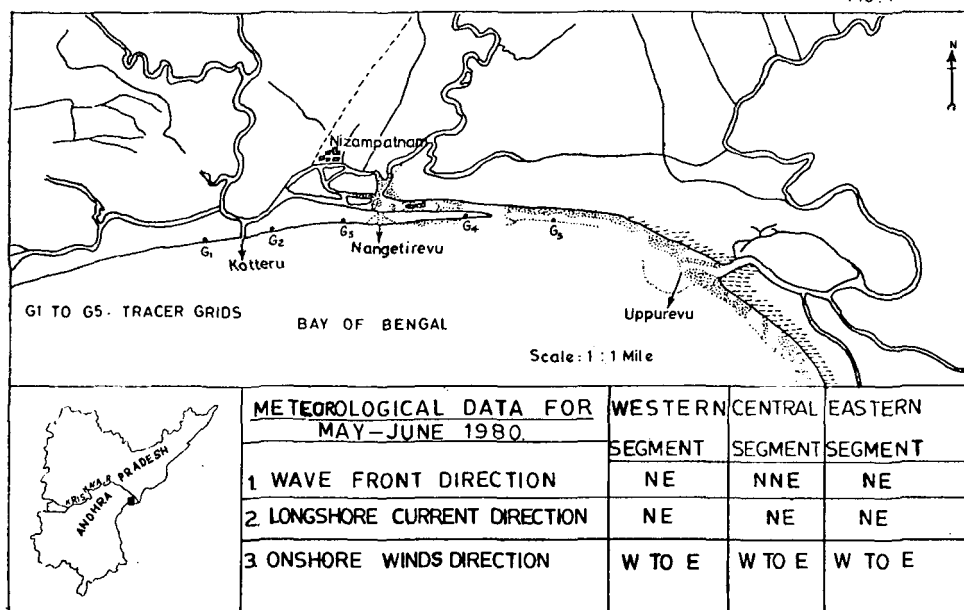 N
Nizampatnam
G1
G2
G3
G4
G5
Kotteru
Nangetirevu
Uppurevu
G1 TO G5. TRACER GRIDS
BAY OF BENGAL
Scale: 1 : 1 Mile
ANDHRA PRADESH
METEOROLOGICAL DATA FOR
MAY-JUNE 1980.
WESTERN SEGMENT
CENTRAL SEGMENT
EASTERN SEGMENT
1. WAVE FRONT DIRECTION NE NNE NE
2. LONGSHORE CURRENT DIRECTION NE NE NE
3. ONSHORE WINDS DIRECTION W TO E W TO E W TO E